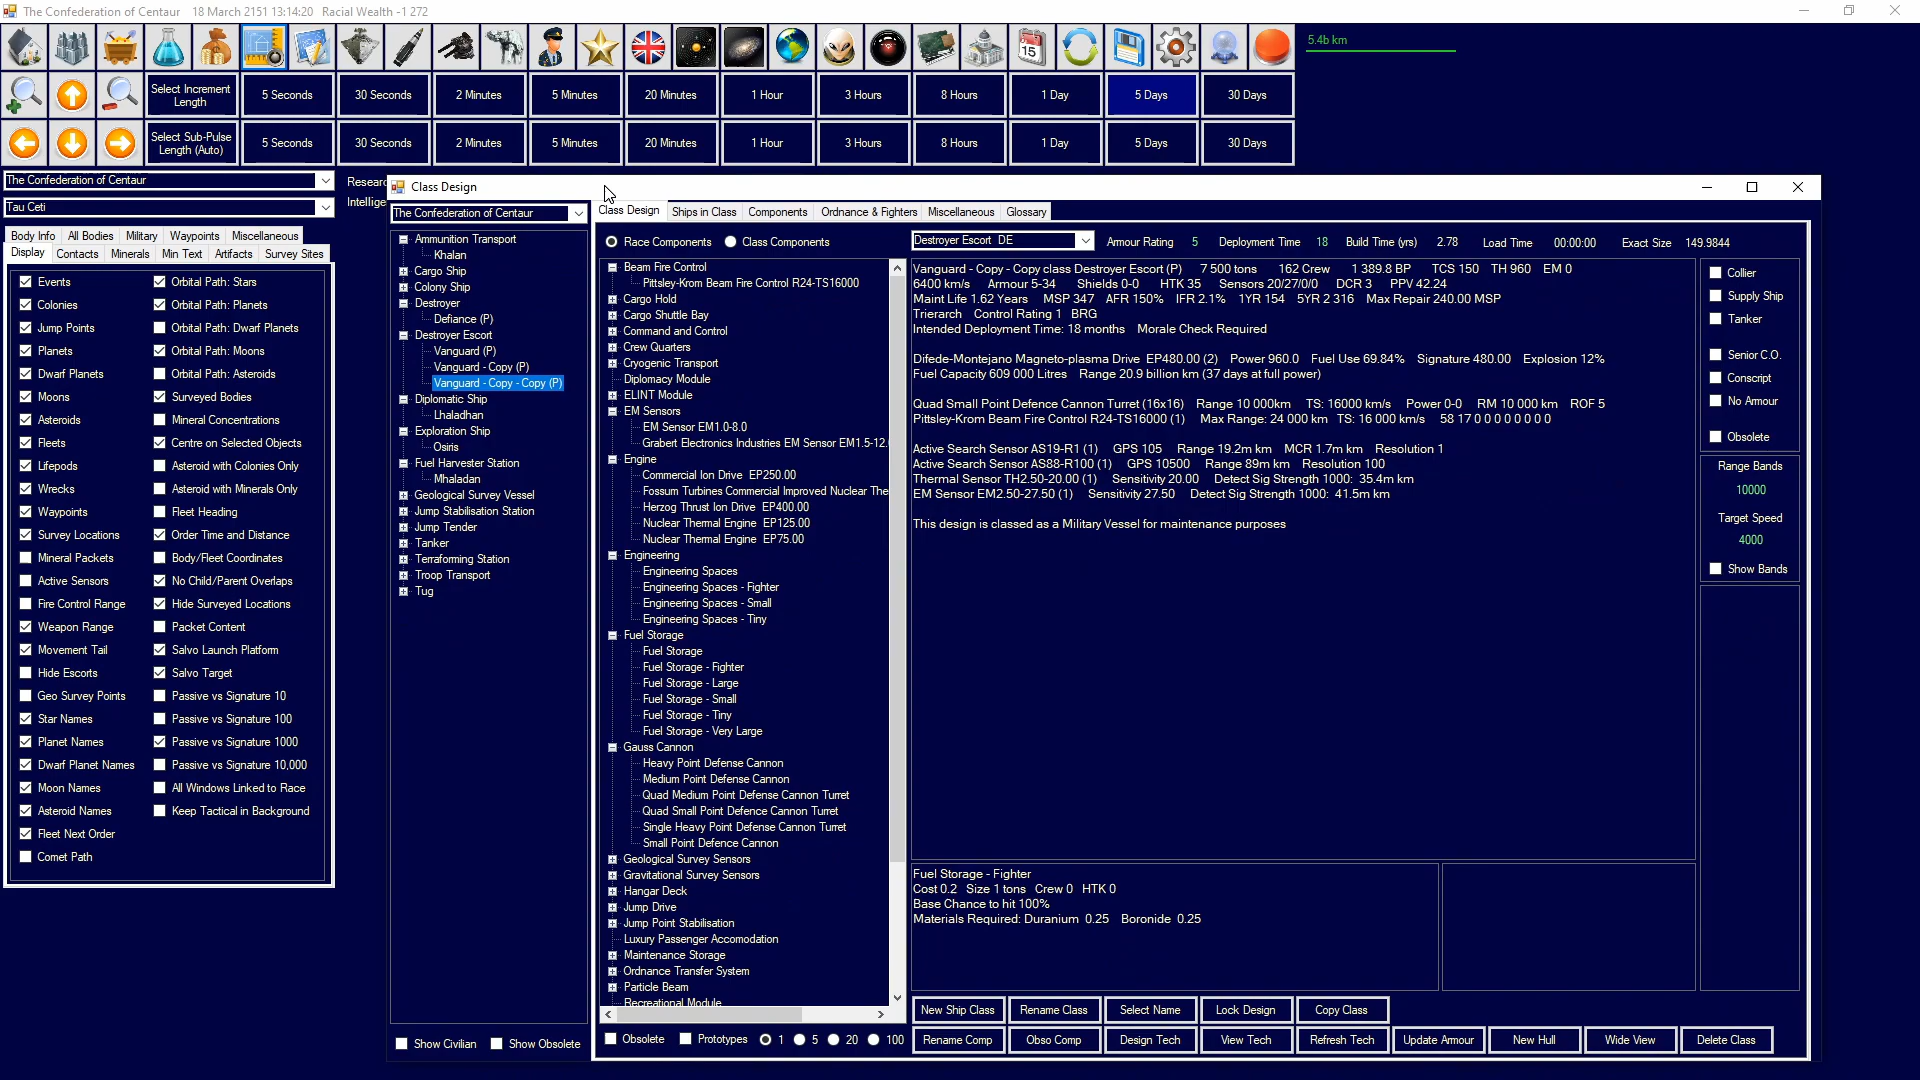 The Confederation of Centaur   18 March 2151 13:14:20   Racial Wealth -1 272
5.4b km
Select Increment Length
5 Seconds
30 Seconds
2 Minutes
5 Minutes
20 Minutes
1 Hour
3 Hours
8 Hours
1 Day
5 Days
30 Days
Select Sub-Pulse Length (Auto)
5 Seconds
30 Seconds
2 Minutes
5 Minutes
20 Minutes
1 Hour
3 Hours
8 Hours
1 Day
5 Days
30 Days
The Confederation of Centaur
Tau Ceti
Body Info   All Bodies   Military   Waypoints   Miscellaneous
Display   Contacts   Minerals   Min Text   Artifacts   Survey Sites
Events   Orbital Path: Stars
Colonies   Orbital Path: Planets
Jump Points   Orbital Path: Dwarf Planets
Planets   Orbital Path: Moons
Dwarf Planets   Orbital Path: Asteroids
Moons   Surveyed Bodies
Asteroids   Mineral Concentrations
Fleets   Centre on Selected Objects
Lifepods   Asteroid with Colonies Only
Wrecks   Asteroid with Minerals Only
Waypoints   Fleet Heading
Survey Locations   Order Time and Distance
Mineral Packets   Body/Fleet Coordinates
Active Sensors   No Child/Parent Overlaps
Fire Control Range   Hide Surveyed Locations
Weapon Range   Packet Content
Movement Tail   Salvo Launch Platform
Hide Escorts   Salvo Target
Geo Survey Points   Passive vs Signature 10
Star Names   Passive vs Signature 100
Planet Names   Passive vs Signature 1000
Dwarf Planet Names   Passive vs Signature 10,000
Moon Names   All Windows Linked to Race
Asteroid Names   Keep Tactical in Background
Fleet Next Order
Comet Path
Researc
Intellige
Class Design
The Confederation of Centaur
Ammunition Transport
Khalan
Cargo Ship
Colony Ship
Destroyer
Defiance (P)
Destroyer Escort
Vanguard (P)
Vanguard - Copy (P)
Vanguard - Copy - Copy (P)
Diplomatic Ship
Lhaladhan
Exploration Ship
Osiris
Fuel Harvester Station
Mhaladan
Geological Survey Vessel
Jump Stabilisation Station
Jump Tender
Tanker
Terraforming Station
Troop Transport
Tug
Show Civilian   Show Obsolete
Class Design   Ships in Class   Components   Ordnance & Fighters   Miscellaneous   Glossary
Race Components   Class Components
Beam Fire Control
Pittsley-Krom Beam Fire Control R24-TS16000
Cargo Hold
Cargo Shuttle Bay
Command and Control
Crew Quarters
Cryogenic Transport
Diplomacy Module
ELINT Module
EM Sensors
EM Sensor EM1.0-8.0
Grabert Electronics Industries EM Sensor EM1.5-12.
Engine
Commercial Ion Drive  EP250.00
Fossum Turbines Commercial Improved Nuclear The
Herzog Thrust Ion Drive  EP400.00
Nuclear Thermal Engine  EP125.00
Nuclear Thermal Engine  EP75.00
Engineering
Engineering Spaces
Engineering Spaces - Fighter
Engineering Spaces - Small
Engineering Spaces - Tiny
Fuel Storage
Fuel Storage
Fuel Storage - Fighter
Fuel Storage - Large
Fuel Storage - Small
Fuel Storage - Tiny
Fuel Storage - Very Large
Gauss Cannon
Heavy Point Defense Cannon
Medium Point Defense Cannon
Quad Medium Point Defense Cannon Turret
Quad Small Point Defence Cannon Turret
Single Heavy Point Defense Cannon Turret
Small Point Defence Cannon
Geological Survey Sensors
Gravitational Survey Sensors
Hangar Deck
Jump Drive
Jump Point Stabilisation
Luxury Passenger Accomodation
Maintenance Storage
Ordnance Transfer System
Particle Beam
Recreational Module
Obsolete   Prototypes   1   5   20   100
Destroyer Escort  DE   Armour Rating   5   Deployment Time   18   Build Time (yrs)   2.78   Load Time   00:00:00   Exact Size   149.9844
Vanguard - Copy - Copy class Destroyer Escort (P)   7 500 tons   162 Crew   1 389.8 BP   TCS 150   TH 960   EM 0
6400 km/s   Armour 5-34   Shields 0-0   HTK 35   Sensors 20/27/0/0   DCR 3   PPV 42.24
Maint Life 1.62 Years   MSP 347   AFR 150%   IFR 2.1%   1YR 154   5YR 2 316   Max Repair 240.00 MSP
Trierarch   Control Rating 1   BRG
Intended Deployment Time: 18 months   Morale Check Required
Difede-Montejano Magneto-plasma Drive  EP480.00 (2)   Power 960.0   Fuel Use 69.84%   Signature 480.00   Explosion 12%
Fuel Capacity 609 000 Litres   Range 20.9 billion km (37 days at full power)
Quad Small Point Defence Cannon Turret (16x16)   Range 10 000km   TS: 16000 km/s   Power 0-0   RM 10 000 km   ROF 5
Pittsley-Krom Beam Fire Control R24-TS16000 (1)   Max Range: 24 000 km   TS: 16 000 km/s   58 17 0 0 0 0 0 0 0 0
Active Search Sensor AS19-R1 (1)   GPS 105   Range 19.2m km   MCR 1.7m km   Resolution 1
Active Search Sensor AS88-R100 (1)   GPS 10500   Range 89m km   Resolution 100
Thermal Sensor TH2.50-20.00 (1)   Sensitivity 20.00   Detect Sig Strength 1000:  35.4m km
EM Sensor EM2.50-27.50 (1)   Sensitivity 27.50   Detect Sig Strength 1000:  41.5m km
This design is classed as a Military Vessel for maintenance purposes
Fuel Storage - Fighter
Cost 0.2   Size 1 tons   Crew 0   HTK 0
Base Chance to hit 100%
Materials Required: Duranium  0.25   Boronide  0.25
Collier
Supply Ship
Tanker
Senior C.O.
Conscript
No Armour
Obsolete
Range Bands
10000
Target Speed
4000
Show Bands
New Ship Class   Rename Class   Select Name   Lock Design   Copy Class
Rename Comp   Obso Comp   Design Tech   View Tech   Refresh Tech   Update Armour   New Hull   Wide View   Delete Class